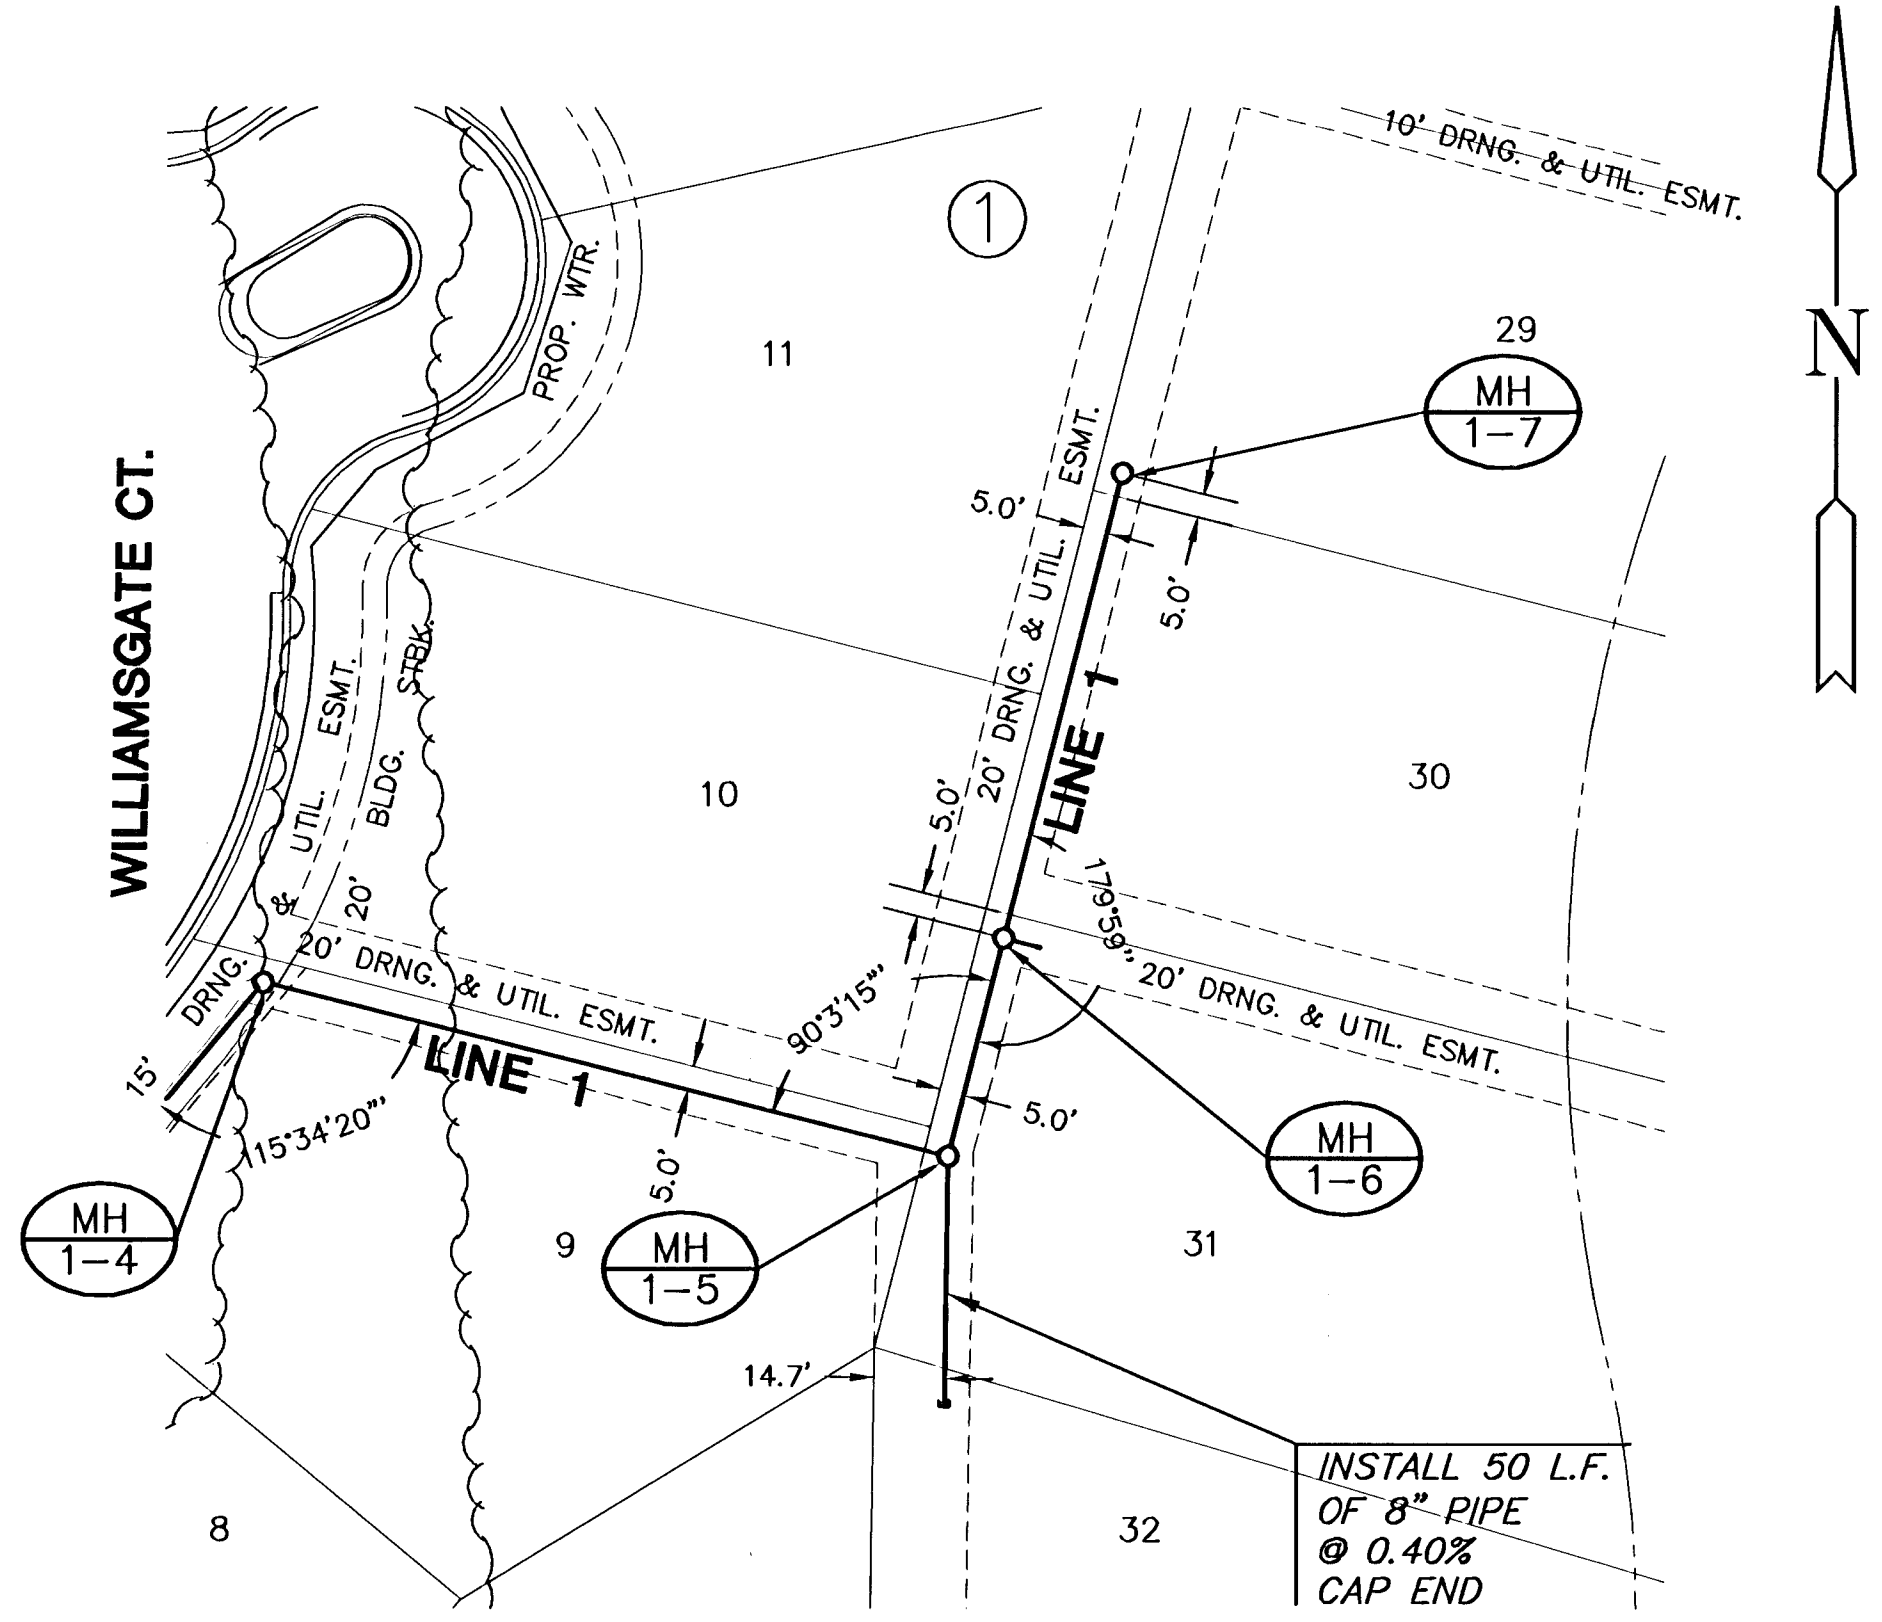 10' DRNG. & UTIL. ESMT.
1
N
PROP. WTR.
11
29
MH
1-7
WILLIAMSGATE CT.
5.0'
5.0'
20' DRNG. & UTIL. ESMT.
LINE 1
DRNG. & UTIL. ESMT.
20' BLDG. STBK.
10
30
5.0'
179°59"
20' DRNG. & UTIL. ESMT.
90°3'15"'
20' DRNG. & UTIL. ESMT.
15'
LINE 1
115°34'20"'
5.0'
5.0'
MH
1-6
MH
1-4
9
MH
1-5
31
14.7'
8
32
INSTALL 50 L.F.
OF 8" PIPE
@ 0.40%
CAP END